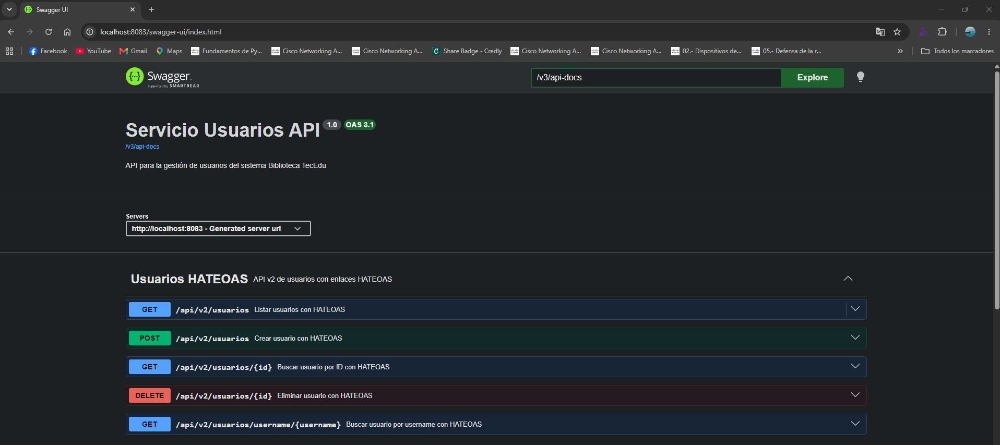 Swagger UI
localhost:8083/swagger-ui/index.html
Facebook YouTube Gmail Maps Fundamentos de Py... Cisco Networking A... Cisco Networking A... Share Badge - Credly Cisco Networking A... Cisco Networking A... 02.- Dispositivos de... 05.- Defensa de la r... Todos los marcadores
Swagger
Supported by SMARTBEAR
/v3/api-docs Explore
Servicio Usuarios API 1.0 OAS 3.1
/v3/api-docs
API para la gestión de usuarios del sistema Biblioteca TecEdu
Servers
http://localhost:8083 - Generated server url
Usuarios HATEOAS API v2 de usuarios con enlaces HATEOAS
GET /api/v2/usuarios Listar usuarios con HATEOAS
POST /api/v2/usuarios Crear usuario con HATEOAS
GET /api/v2/usuarios/{id} Buscar usuario por ID con HATEOAS
DELETE /api/v2/usuarios/{id} Eliminar usuario con HATEOAS
GET /api/v2/usuarios/username/{username} Buscar usuario por username con HATEOAS